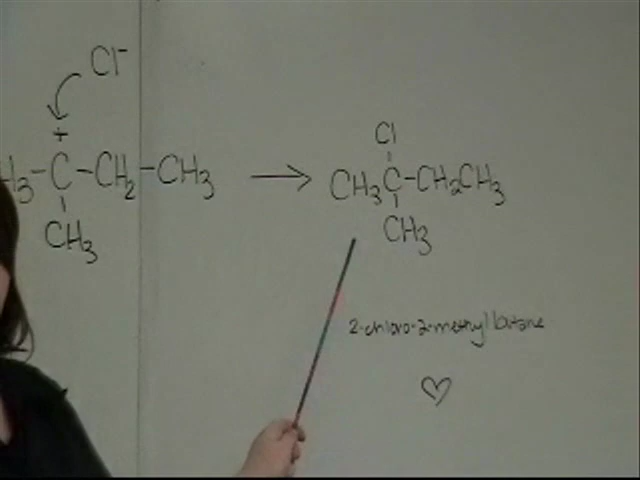 Cl⁻
+
H₃-C-CH₂-CH₃
CH₃
→
Cl
CH₃C-CH₂CH₃
CH₃
2-chloro-2-methylbutane